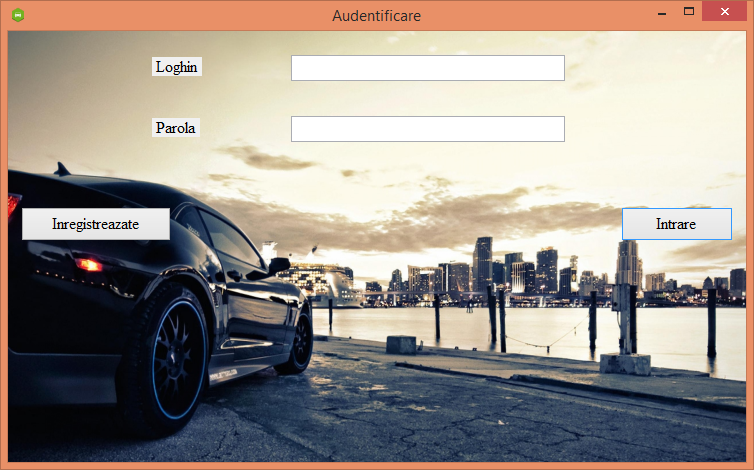 Audentificare
Loghin
Parola
Inregistreazate
Intrare